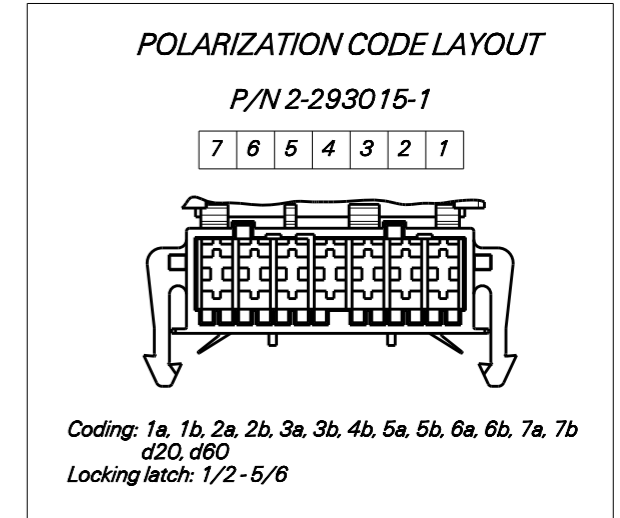 POLARIZATION CODE LAYOUT
P/N 2-293015-1
7 6 5 4 3 2 1
Coding: 1a, 1b, 2a, 2b, 3a, 3b, 4b, 5a, 5b, 6a, 6b, 7a, 7b
d20, d60
Locking latch: 1/2 - 5/6